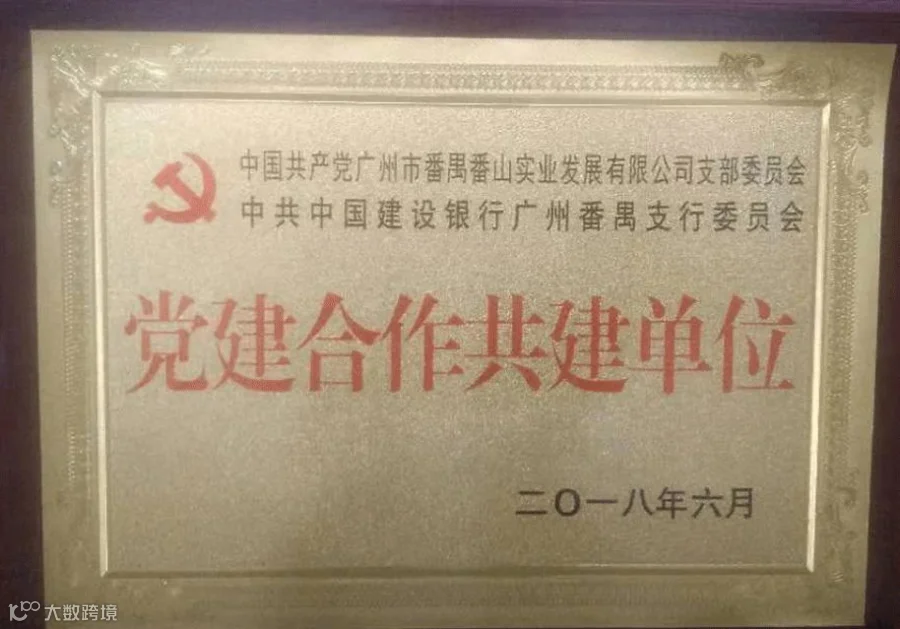 中国共产党广州市番禺番山实业发展有限公司支部委员会
中共中国建设银行广州番禺支行委员会
党建合作共建单位
二〇一八年六月
大数跨境